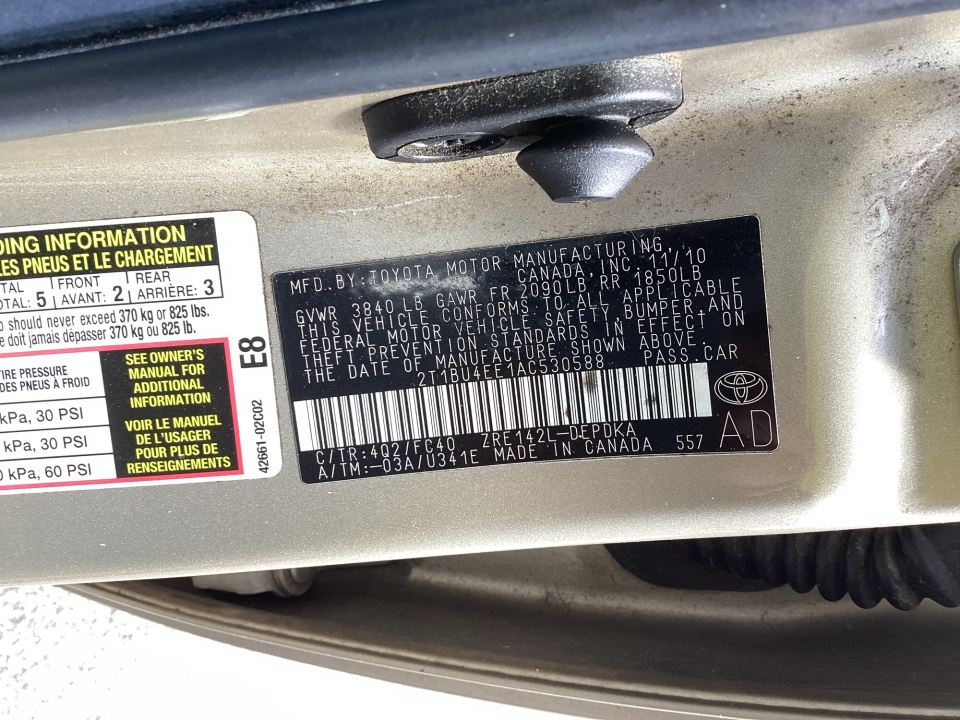 DING INFORMATION
LES PNEUS ET LE CHARGEMENT
FRONT REAR
TOTAL: 5 AVANT: 2 ARRIÈRE: 3
should never exceed 370 kg or 825 lbs.
e doit jamais dépasser 370 kg ou 825 lb.
TIRE PRESSURE
DES PNEUS À FROID
kPa, 30 PSI
kPa, 30 PSI
0 kPa, 60 PSI
SEE OWNER'S
MANUAL FOR
ADDITIONAL
INFORMATION
VOIR LE MANUEL
DE L'USAGER
POUR PLUS DE
RENSEIGNEMENTS
E8
42661-02C02
MFD. BY: TOYOTA MOTOR MANUFACTURING,
CANADA, INC. 11/10
GVWR 3840 LB GAWR FR 2090LB RR 1850LB
THIS VEHICLE CONFORMS TO ALL APPLICABLE
FEDERAL MOTOR VEHICLE SAFETY, BUMPER, AND
THEFT PREVENTION STANDARDS IN EFFECT ON
THE DATE OF MANUFACTURE SHOWN ABOVE.
2T1BU4EE1AC530588 PASS.CAR
C/TR:4Q2/FC40 ZRE142L-DEPDKA
A/TM:-03A/U341E MADE IN CANADA 557
AD